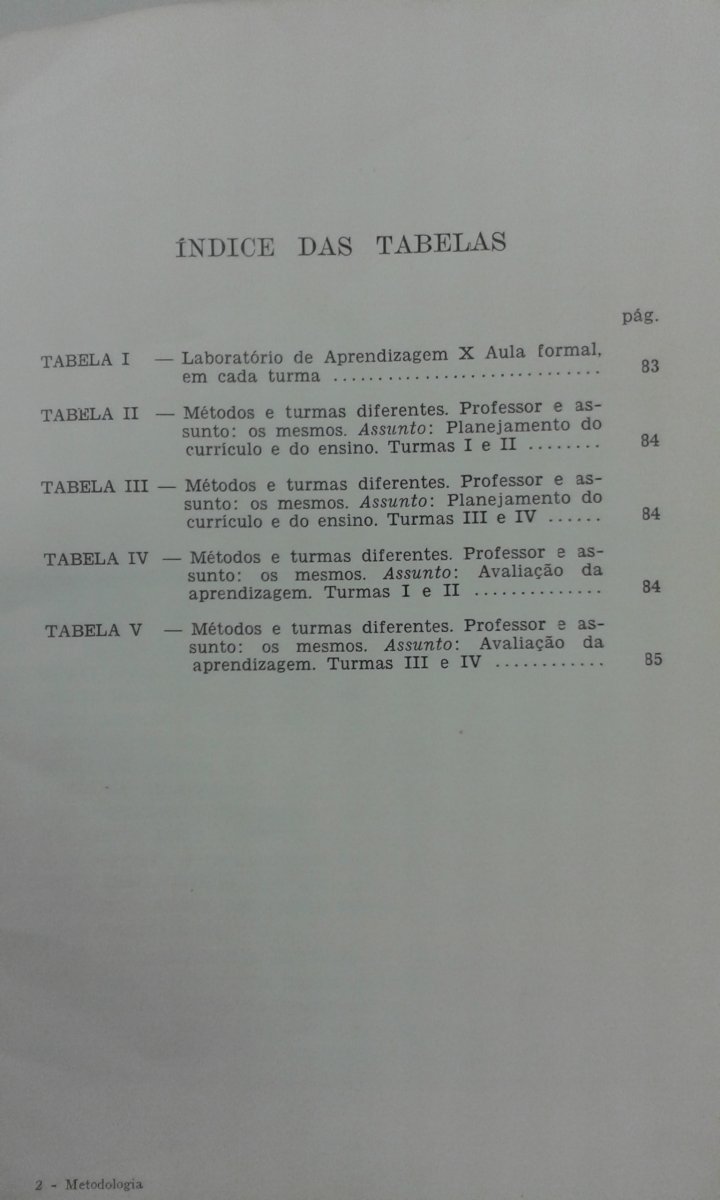 ÍNDICE DAS TABELAS
pág.
TABELA I — Laboratório de Aprendizagem X Aula formal,
em cada turma .............................. 83
TABELA II — Métodos e turmas diferentes. Professor e as-
sunto: os mesmos. Assunto: Planejamento do
currículo e do ensino. Turmas I e II ........ 84
TABELA III — Métodos e turmas diferentes. Professor e as-
sunto: os mesmos. Assunto: Planejamento do
currículo e do ensino. Turmas III e IV ...... 84
TABELA IV — Métodos e turmas diferentes. Professor e as-
sunto: os mesmos. Assunto: Avaliação da
aprendizagem. Turmas I e II .............. 84
TABELA V — Métodos e turmas diferentes. Professor e as-
sunto: os mesmos. Assunto: Avaliação da
aprendizagem. Turmas III e IV ............ 85
2 - Metodologia